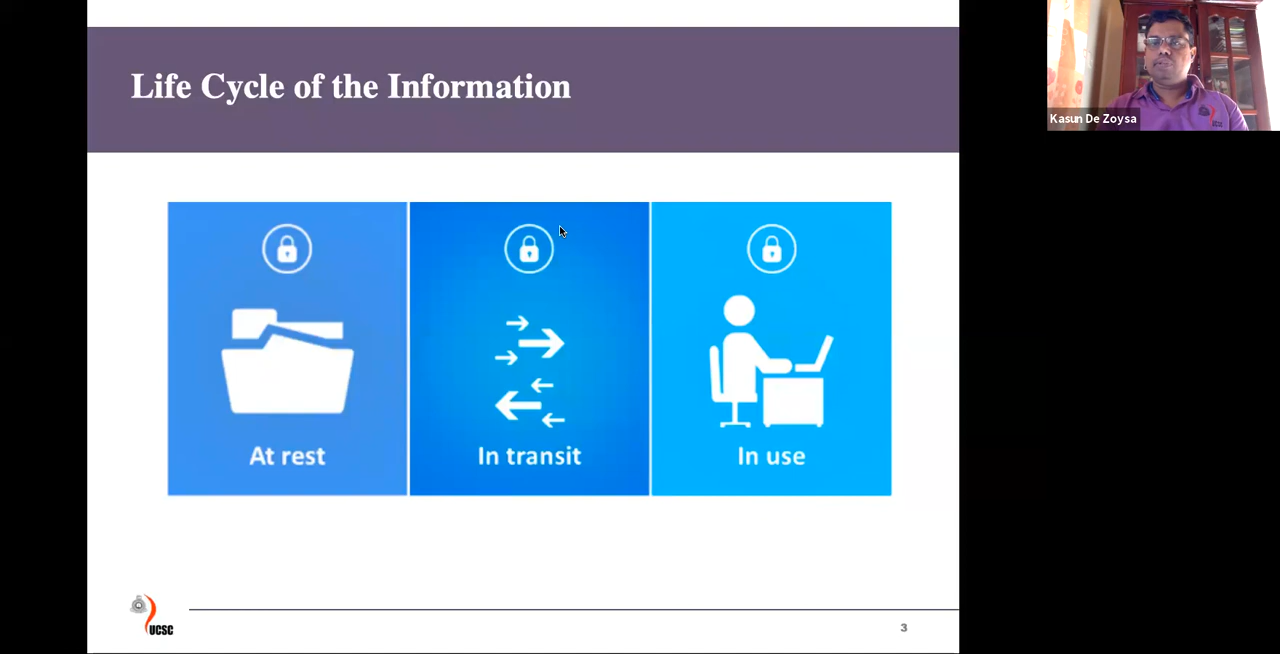 Life Cycle of the Information
Kasun De Zoysa
At rest
In transit
In use
UCSC
3